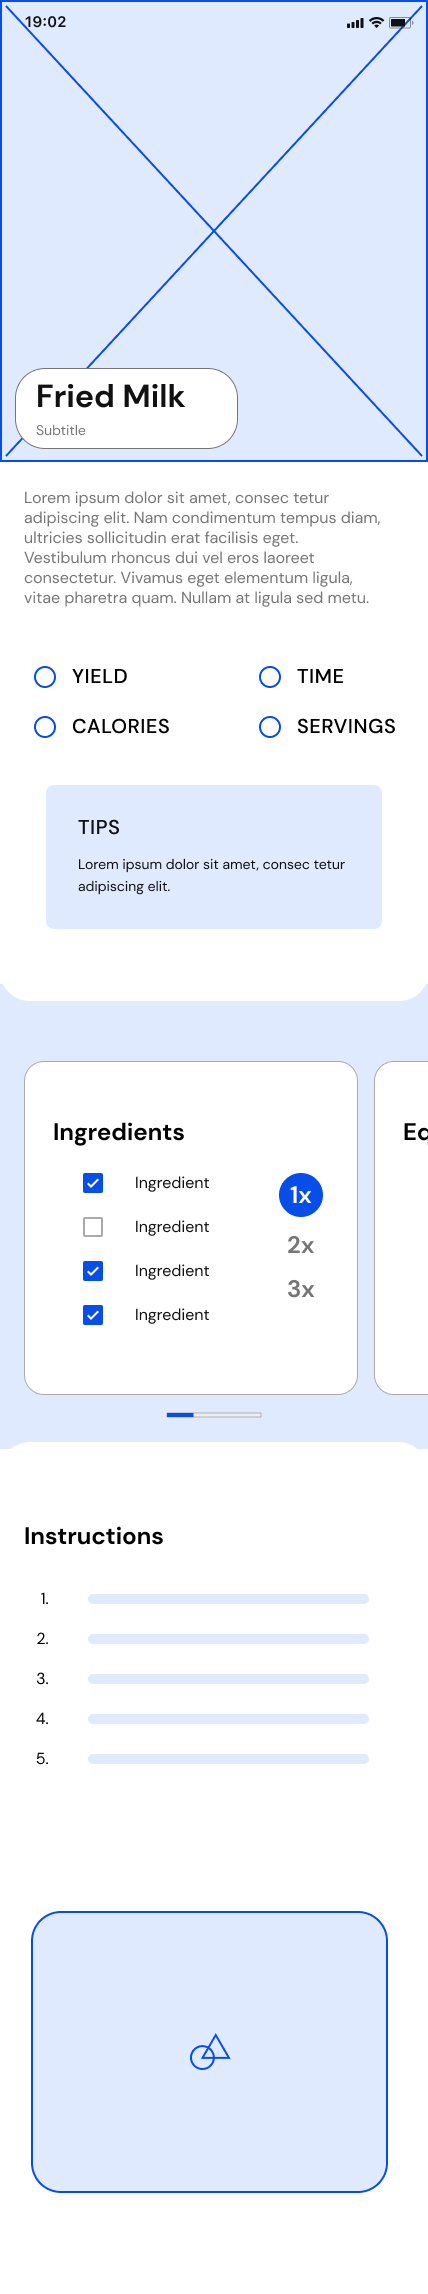 19:02
Fried Milk
Subtitle
Lorem ipsum dolor sit amet, consec tetur
adipiscing elit. Nam condimentum tempus diam,
ultricies sollicitudin erat facilisis eget.
Vestibulum rhoncus dui vel eros laoreet
consectetur. Vivamus eget elementum ligula,
vitae pharetra quam. Nullam at ligula sed metu.
YIELD
TIME
CALORIES
SERVINGS
TIPS
Lorem ipsum dolor sit amet, consec tetur
adipiscing elit.
Ingredients
Ingredient
Ingredient
Ingredient
Ingredient
1x
2x
3x
Instructions
1.
2.
3.
4.
5.